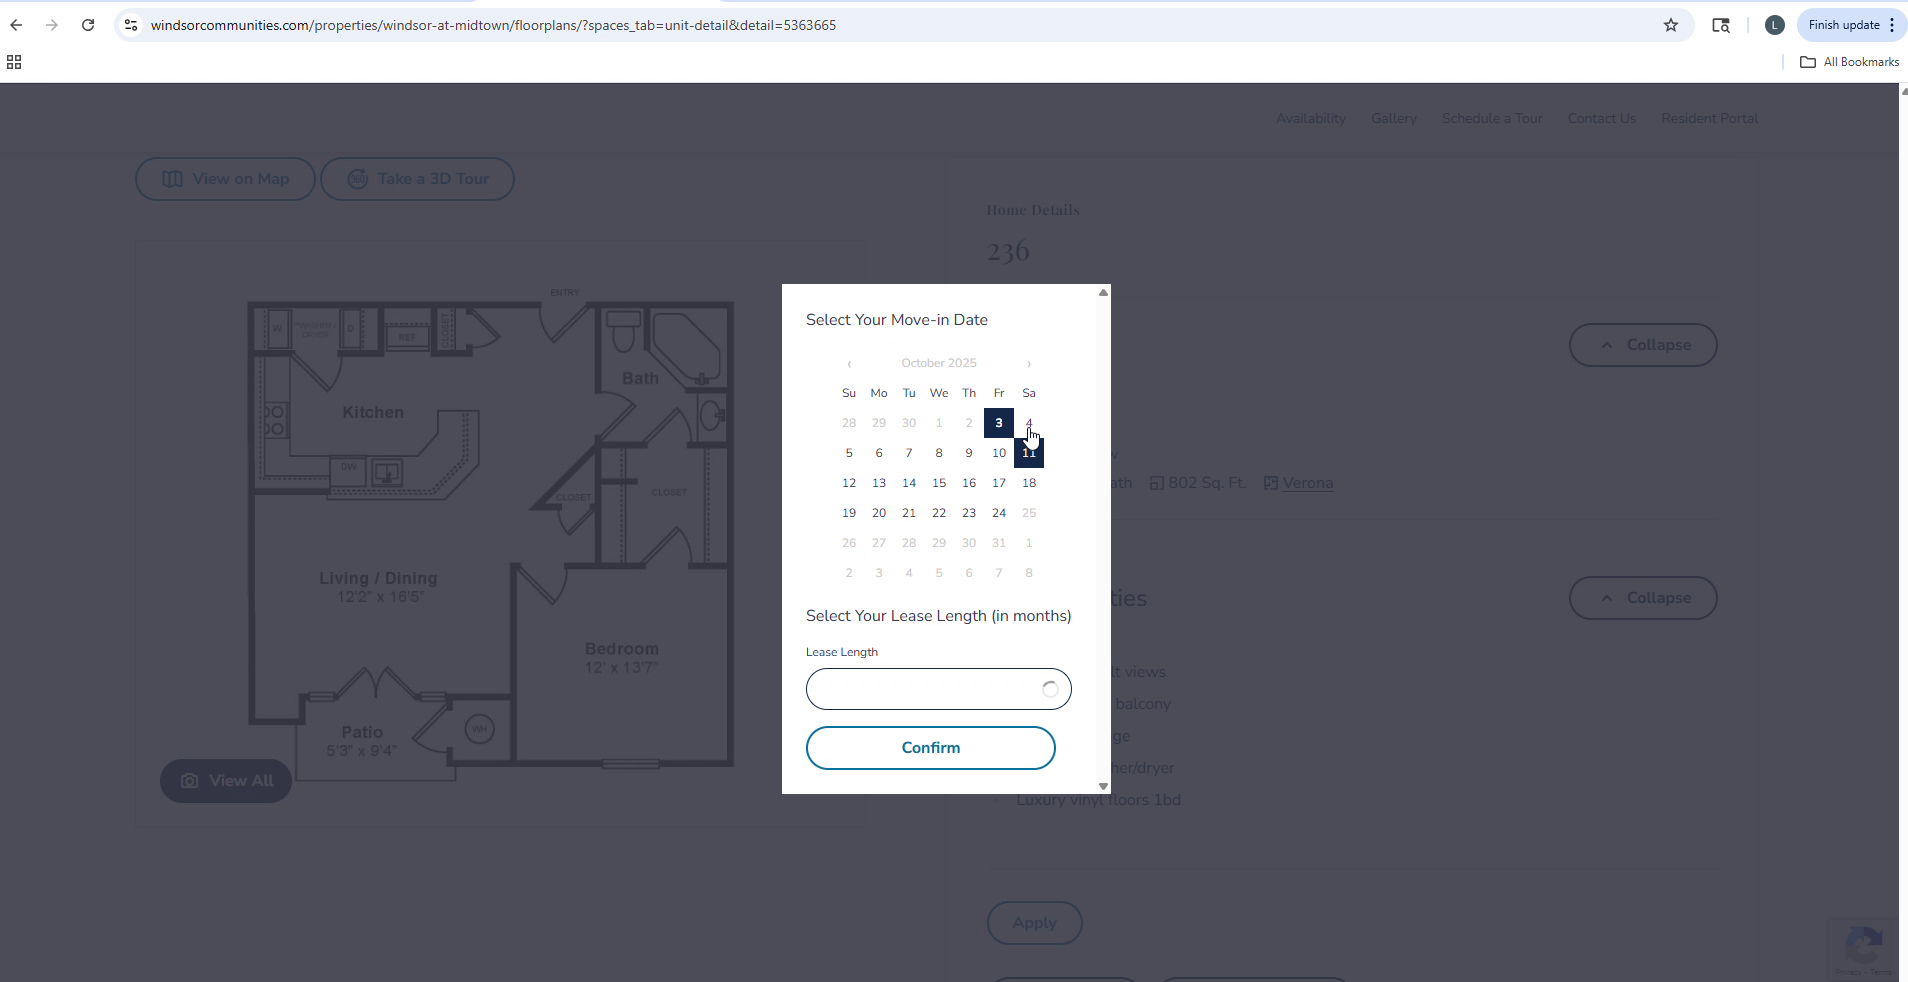 windsorcommunities.com/properties/windsor-at-midtown/floorplans/?spaces_tab=unit-detail&detail=5363665
L
Finish update
All Bookmarks
Availability
Gallery
Schedule a Tour
Contact Us
Resident Portal
View on Map
360
Take a 3D Tour
Home Details
236
Collapse
ath
802 Sq. Ft.
Verona
ties
Collapse
lt views
balcony
ge
her/dryer
Luxury vinyl floors 1bd
Apply
Privacy - Terms
ENTRY
W
WASHER /
DRYER
D
REF
CLOSET
Bath
Kitchen
DW
CLOSET
CLOSET
Living / Dining
12'2" x 16'5"
Bedroom
12' x 13'7"
Patio
5'3" x 9'4"
WH
View All
Select Your Move-in Date
‹ October 2025 ›
Su Mo Tu We Th Fr Sa
28 29 30 1 2 3 4
5 6 7 8 9 10 11
12 13 14 15 16 17 18
19 20 21 22 23 24 25
26 27 28 29 30 31 1
2 3 4 5 6 7 8
Select Your Lease Length (in months)
Lease Length
Confirm